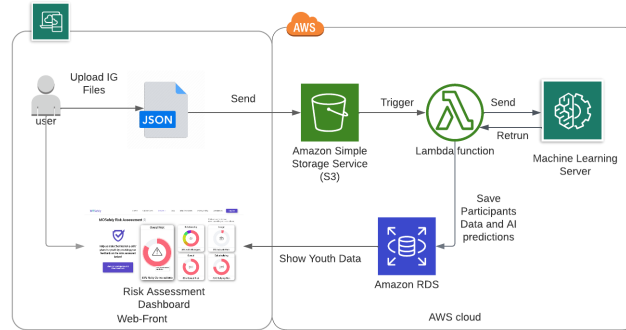 AWS
Upload IG
Files
user
JSON
Send
Trigger
Send
Retrun
Amazon Simple
Storage Service
(S3)
Lambda function
Machine Learning
Server
Save
Participants
Data and AI
predictions
Show Youth Data
Amazon RDS
Risk Assessment
Dashboard
Web-Front
AWS cloud